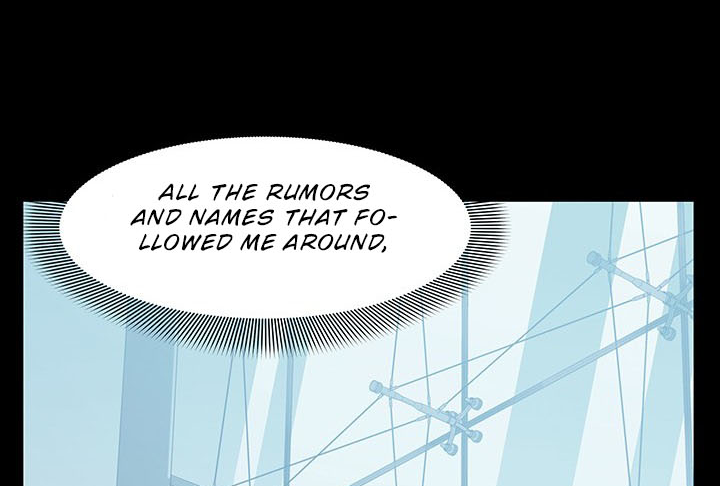 ALL THE RUMORS
AND NAMES THAT FO-
LLOWED ME AROUND,